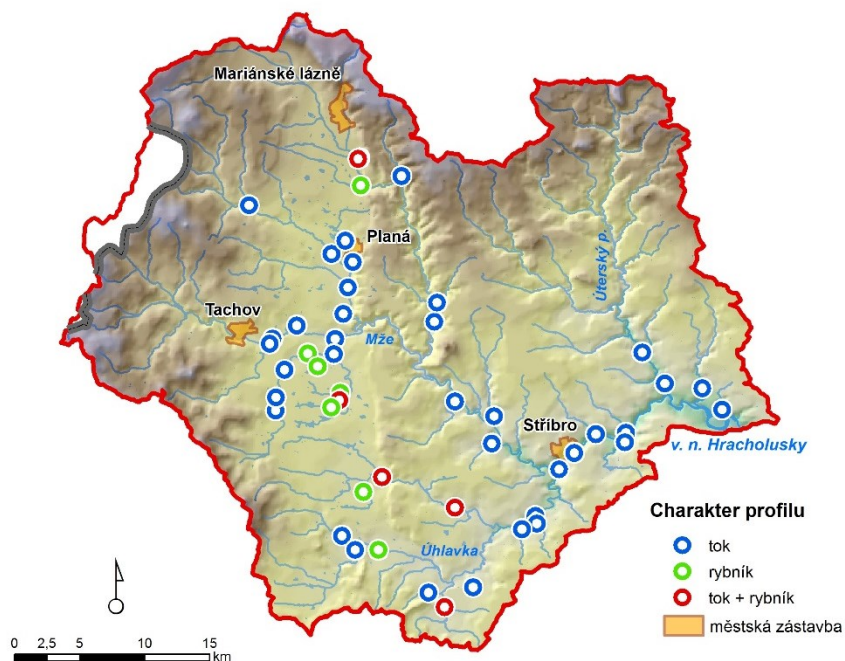 Mariánské lázně
Planá
Úterský p.
Tachov
Mže
Stříbro
v. n. Hracholusky
Charakter profilu
Úhlavka
tok
rybník
tok + rybník
městská zástavba
0 2,5 5 10 15
km